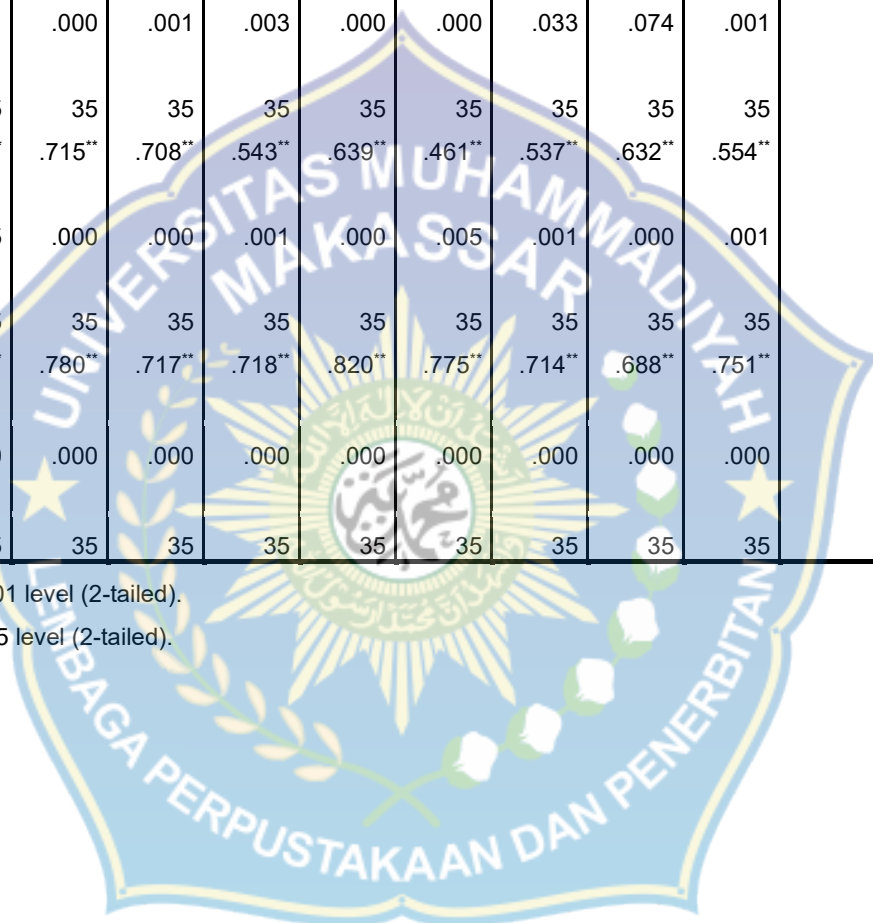 .000 .001 .003 .000 .000 .033 .074 .001
35 35 35 35 35 35 35 35
.715** .708** .543** .639** .461** .537** .632** .554**
.000 .000 .001 .000 .005 .001 .000 .001
35 35 35 35 35 35 35 35
.780** .717** .718** .820** .775** .714** .688** .751**
.000 .000 .000 .000 .000 .000 .000 .000
35 35 35 35 35 35 35 35
01 level (2-tailed).
5 level (2-tailed).
UNIVERSITAS MUHAMMADIYAH
MAKASSAR
LEMBAGA PERPUSTAKAAN DAN PENERBITAN